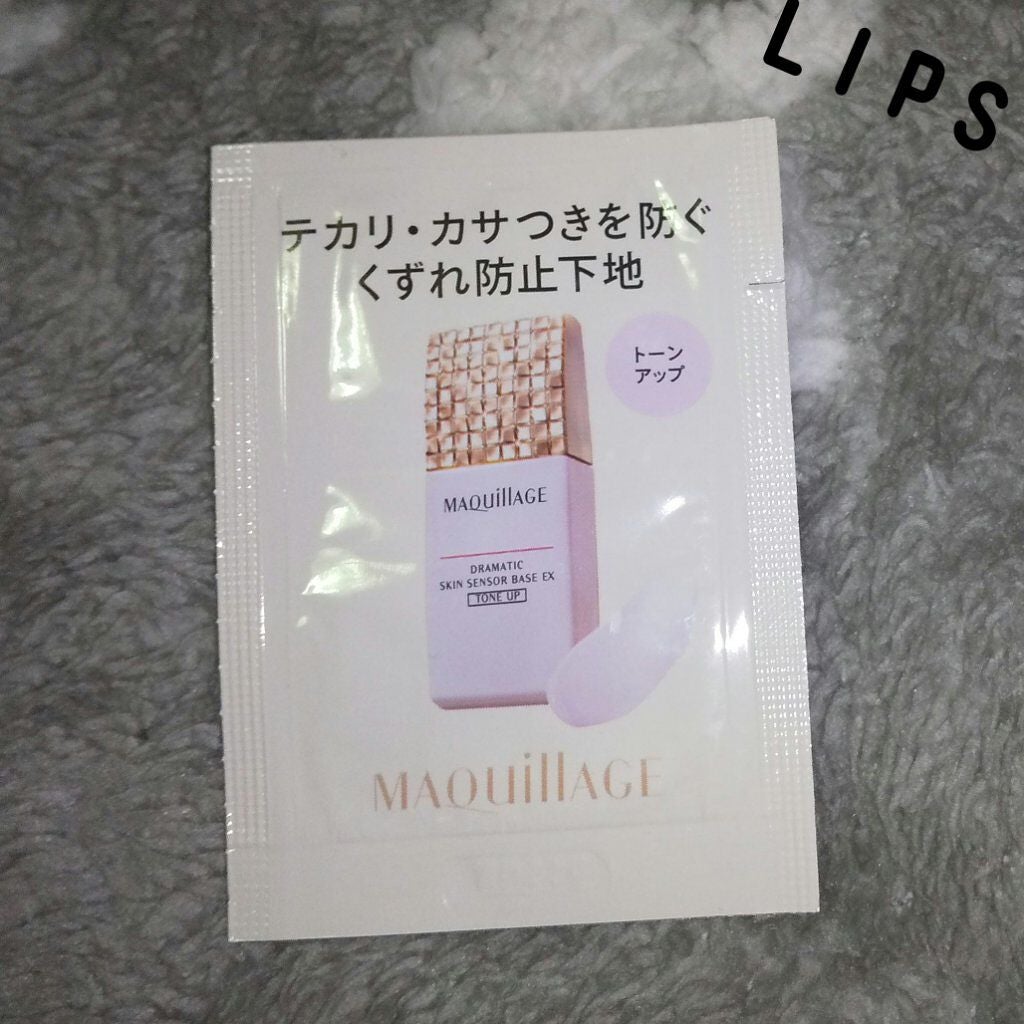 LIPS
テカリ・カサつきを防ぐ
くずれ防止下地
トーン
アップ
MAQuillAGE
DRAMATIC
SKIN SENSOR BASE EX
TONE UP
MAQuillAGE